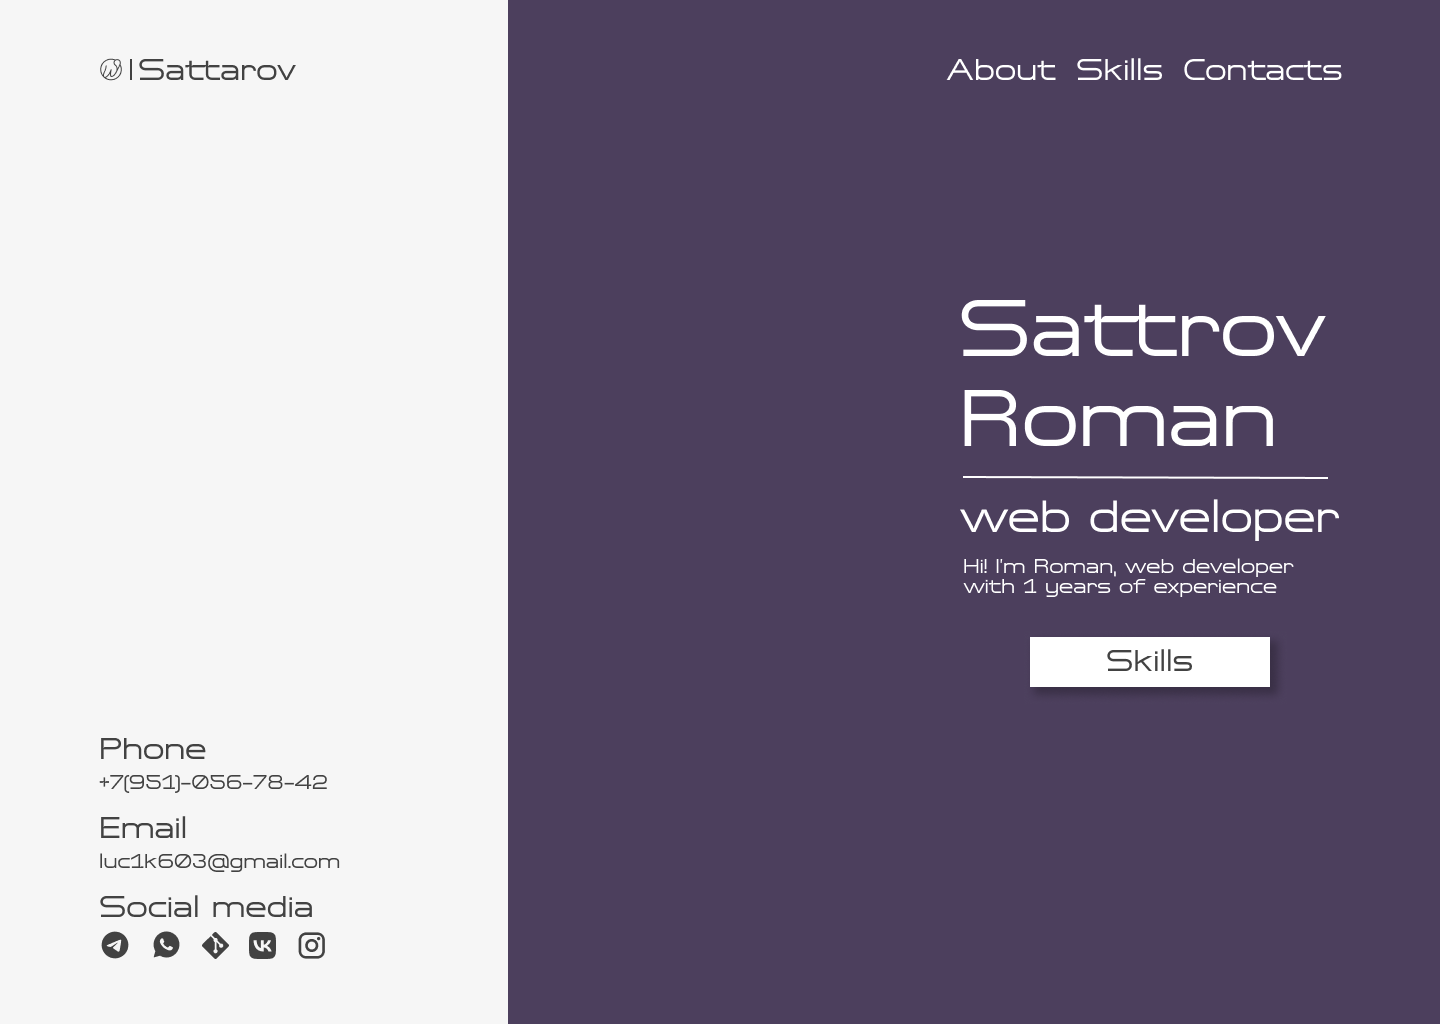 Sattarov
About Skills Contacts
Sattrov
Roman
web developer
Hi! I'm Roman, web developer
with 1 years of experience
Skills
Phone
+7(951)-056-78-42
Email
luc1k603@gmail.com
Social media